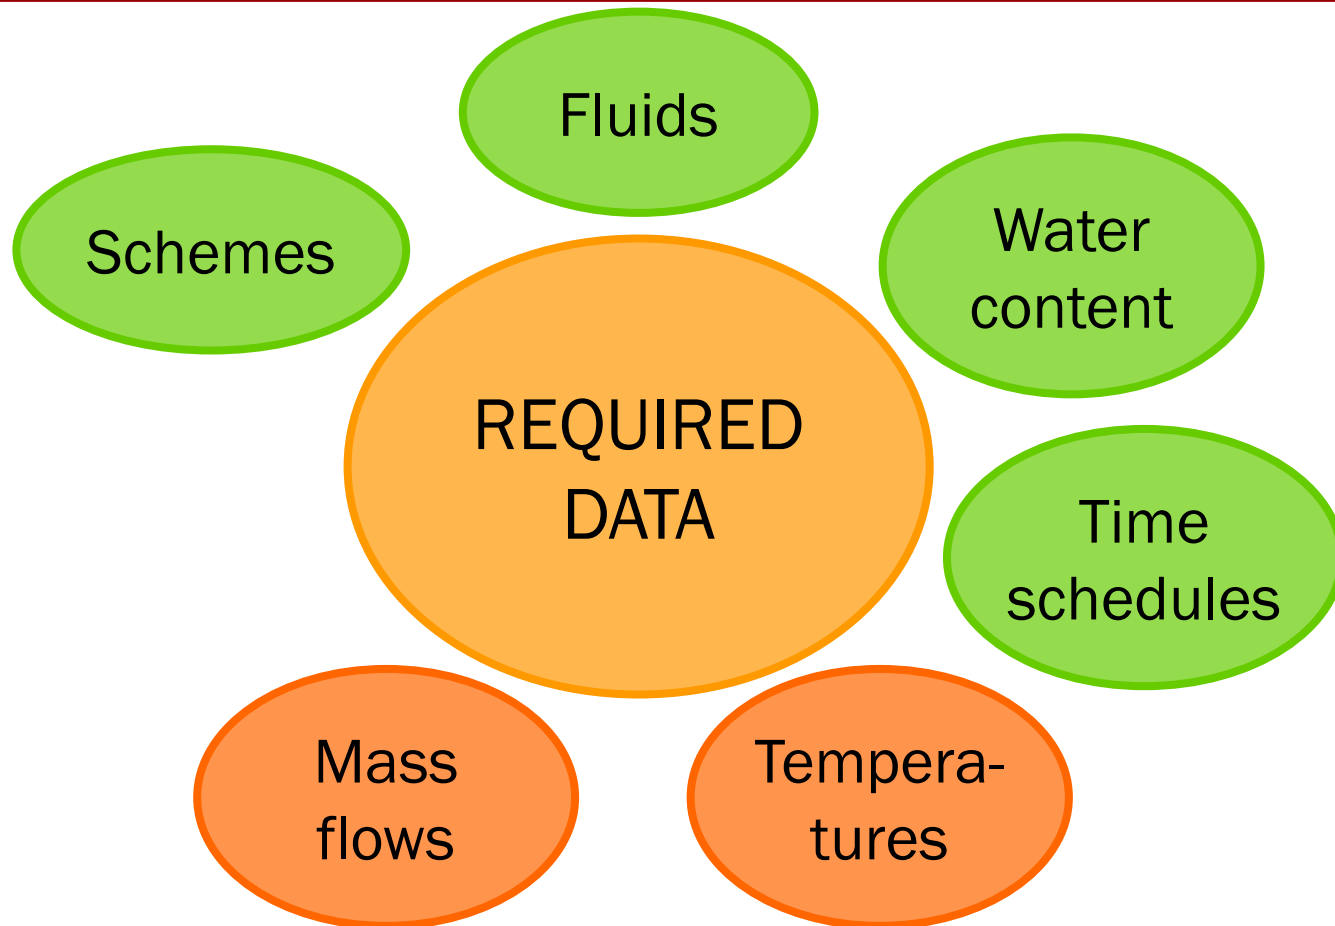 Fluids
Schemes
Water
content
REQUIRED
DATA
Time
schedules
Mass
flows
Tempera-
tures